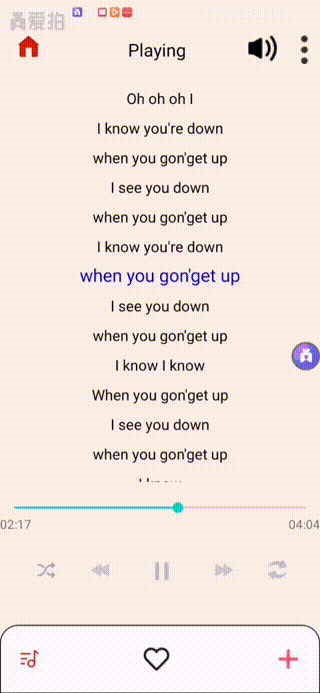 爱拍
Playing
Oh oh oh I
I know you're down
when you gon'get up
I see you down
when you gon'get up
I know you're down
when you gon'get up
I see you down
when you gon'get up
I know I know
When you gon'get up
I see you down
when you gon'get up
I know
02:17
04:04